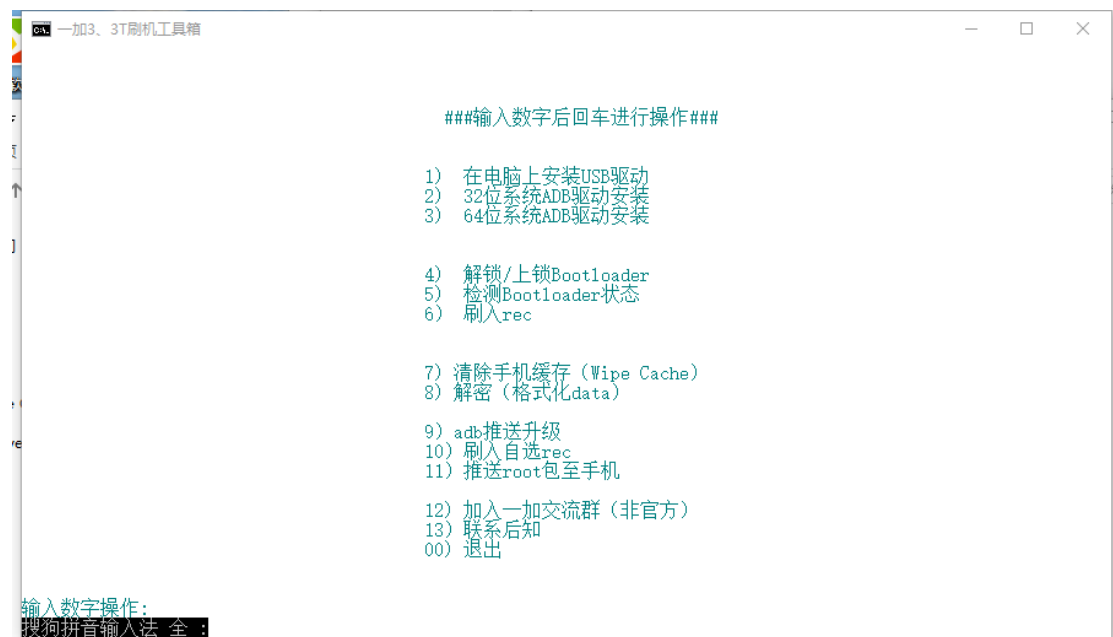 一加3、3T刷机工具箱
###输入数字后回车进行操作###
1) 在电脑上安装USB驱动
2) 32位系统ADB驱动安装
3) 64位系统ADB驱动安装
4) 解锁/上锁Bootloader
5) 检测Bootloader状态
6) 刷入rec
7) 清除手机缓存（Wipe Cache）
8) 解密（格式化data）
9) adb推送升级
10) 刷入自选rec
11) 推送root包至手机
12) 加入一加交流群（非官方）
13) 联系后知
00) 退出
输入数字操作:
搜狗拼音输入法 全 :